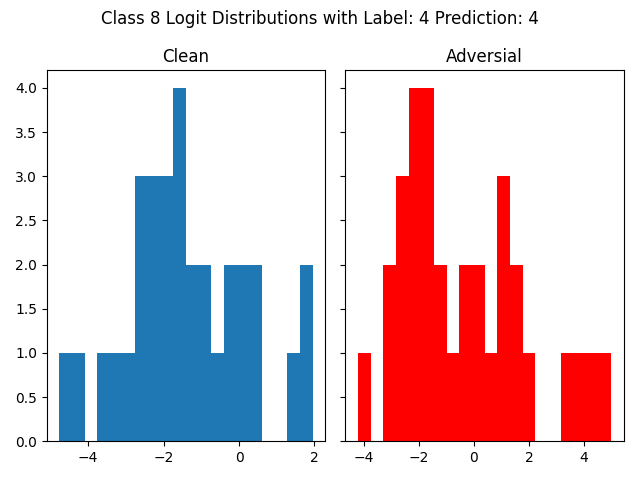 Class 8 Logit Distributions with Label: 4 Prediction: 4
Clean
Adversial
4.0
3.5
3.0
2.5
2.0
1.5
1.0
0.5
0.0
−4 −2 0 2
−4 −2 0 2 4